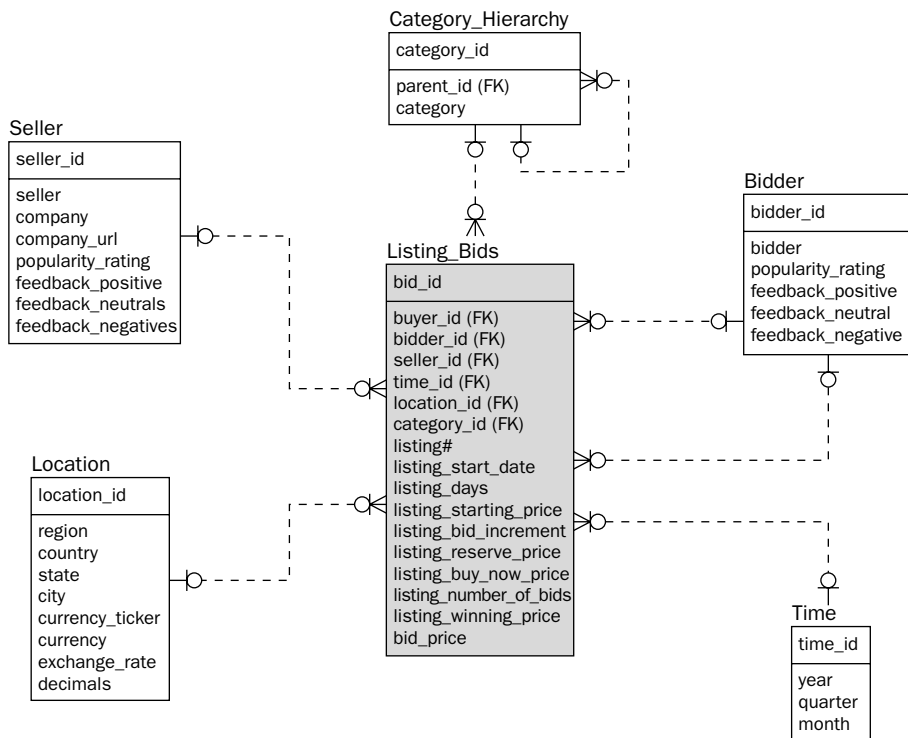 Category_Hierarchy
category_id
parent_id (FK)
category
Seller
seller_id
seller
company
company_url
popularity_rating
feedback_positive
feedback_neutrals
feedback_negatives
Bidder
bidder_id
bidder
popularity_rating
feedback_positive
feedback_neutral
feedback_negative
Listing_Bids
bid_id
buyer_id (FK)
bidder_id (FK)
seller_id (FK)
time_id (FK)
location_id (FK)
category_id (FK)
listing#
listing_start_date
listing_days
listing_starting_price
listing_bid_increment
listing_reserve_price
listing_buy_now_price
listing_number_of_bids
listing_winning_price
bid_price
Location
location_id
region
country
state
city
currency_ticker
currency
exchange_rate
decimals
Time
time_id
year
quarter
month